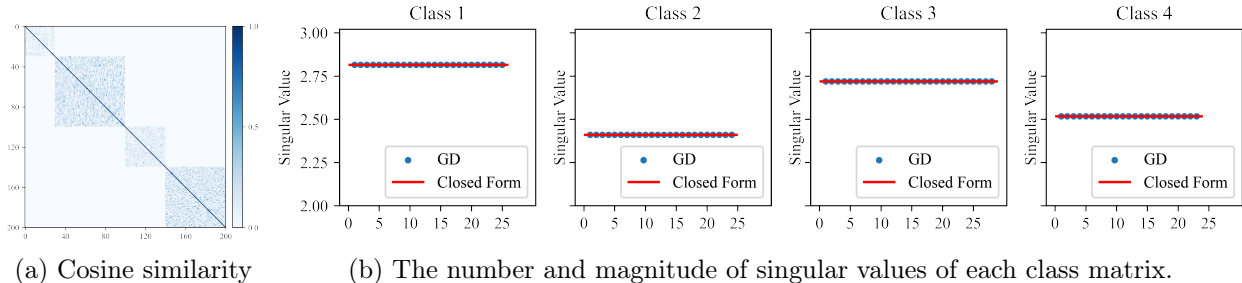 Class 1
Class 2
Class 3
Class 4
0
40
80
120
160
200
0
40
80
120
160
200
1.0
0.5
0.0
Singular Value
3.00
2.75
2.50
2.25
2.00
GD
Closed Form
0 5 10 15 20 25
Singular Value
GD
Closed Form
0 5 10 15 20 25
Singular Value
GD
Closed Form
0 5 10 15 20 25
Singular Value
GD
Closed Form
0 5 10 15 20 25
(a) Cosine similarity
(b) The number and magnitude of singular values of each class matrix.